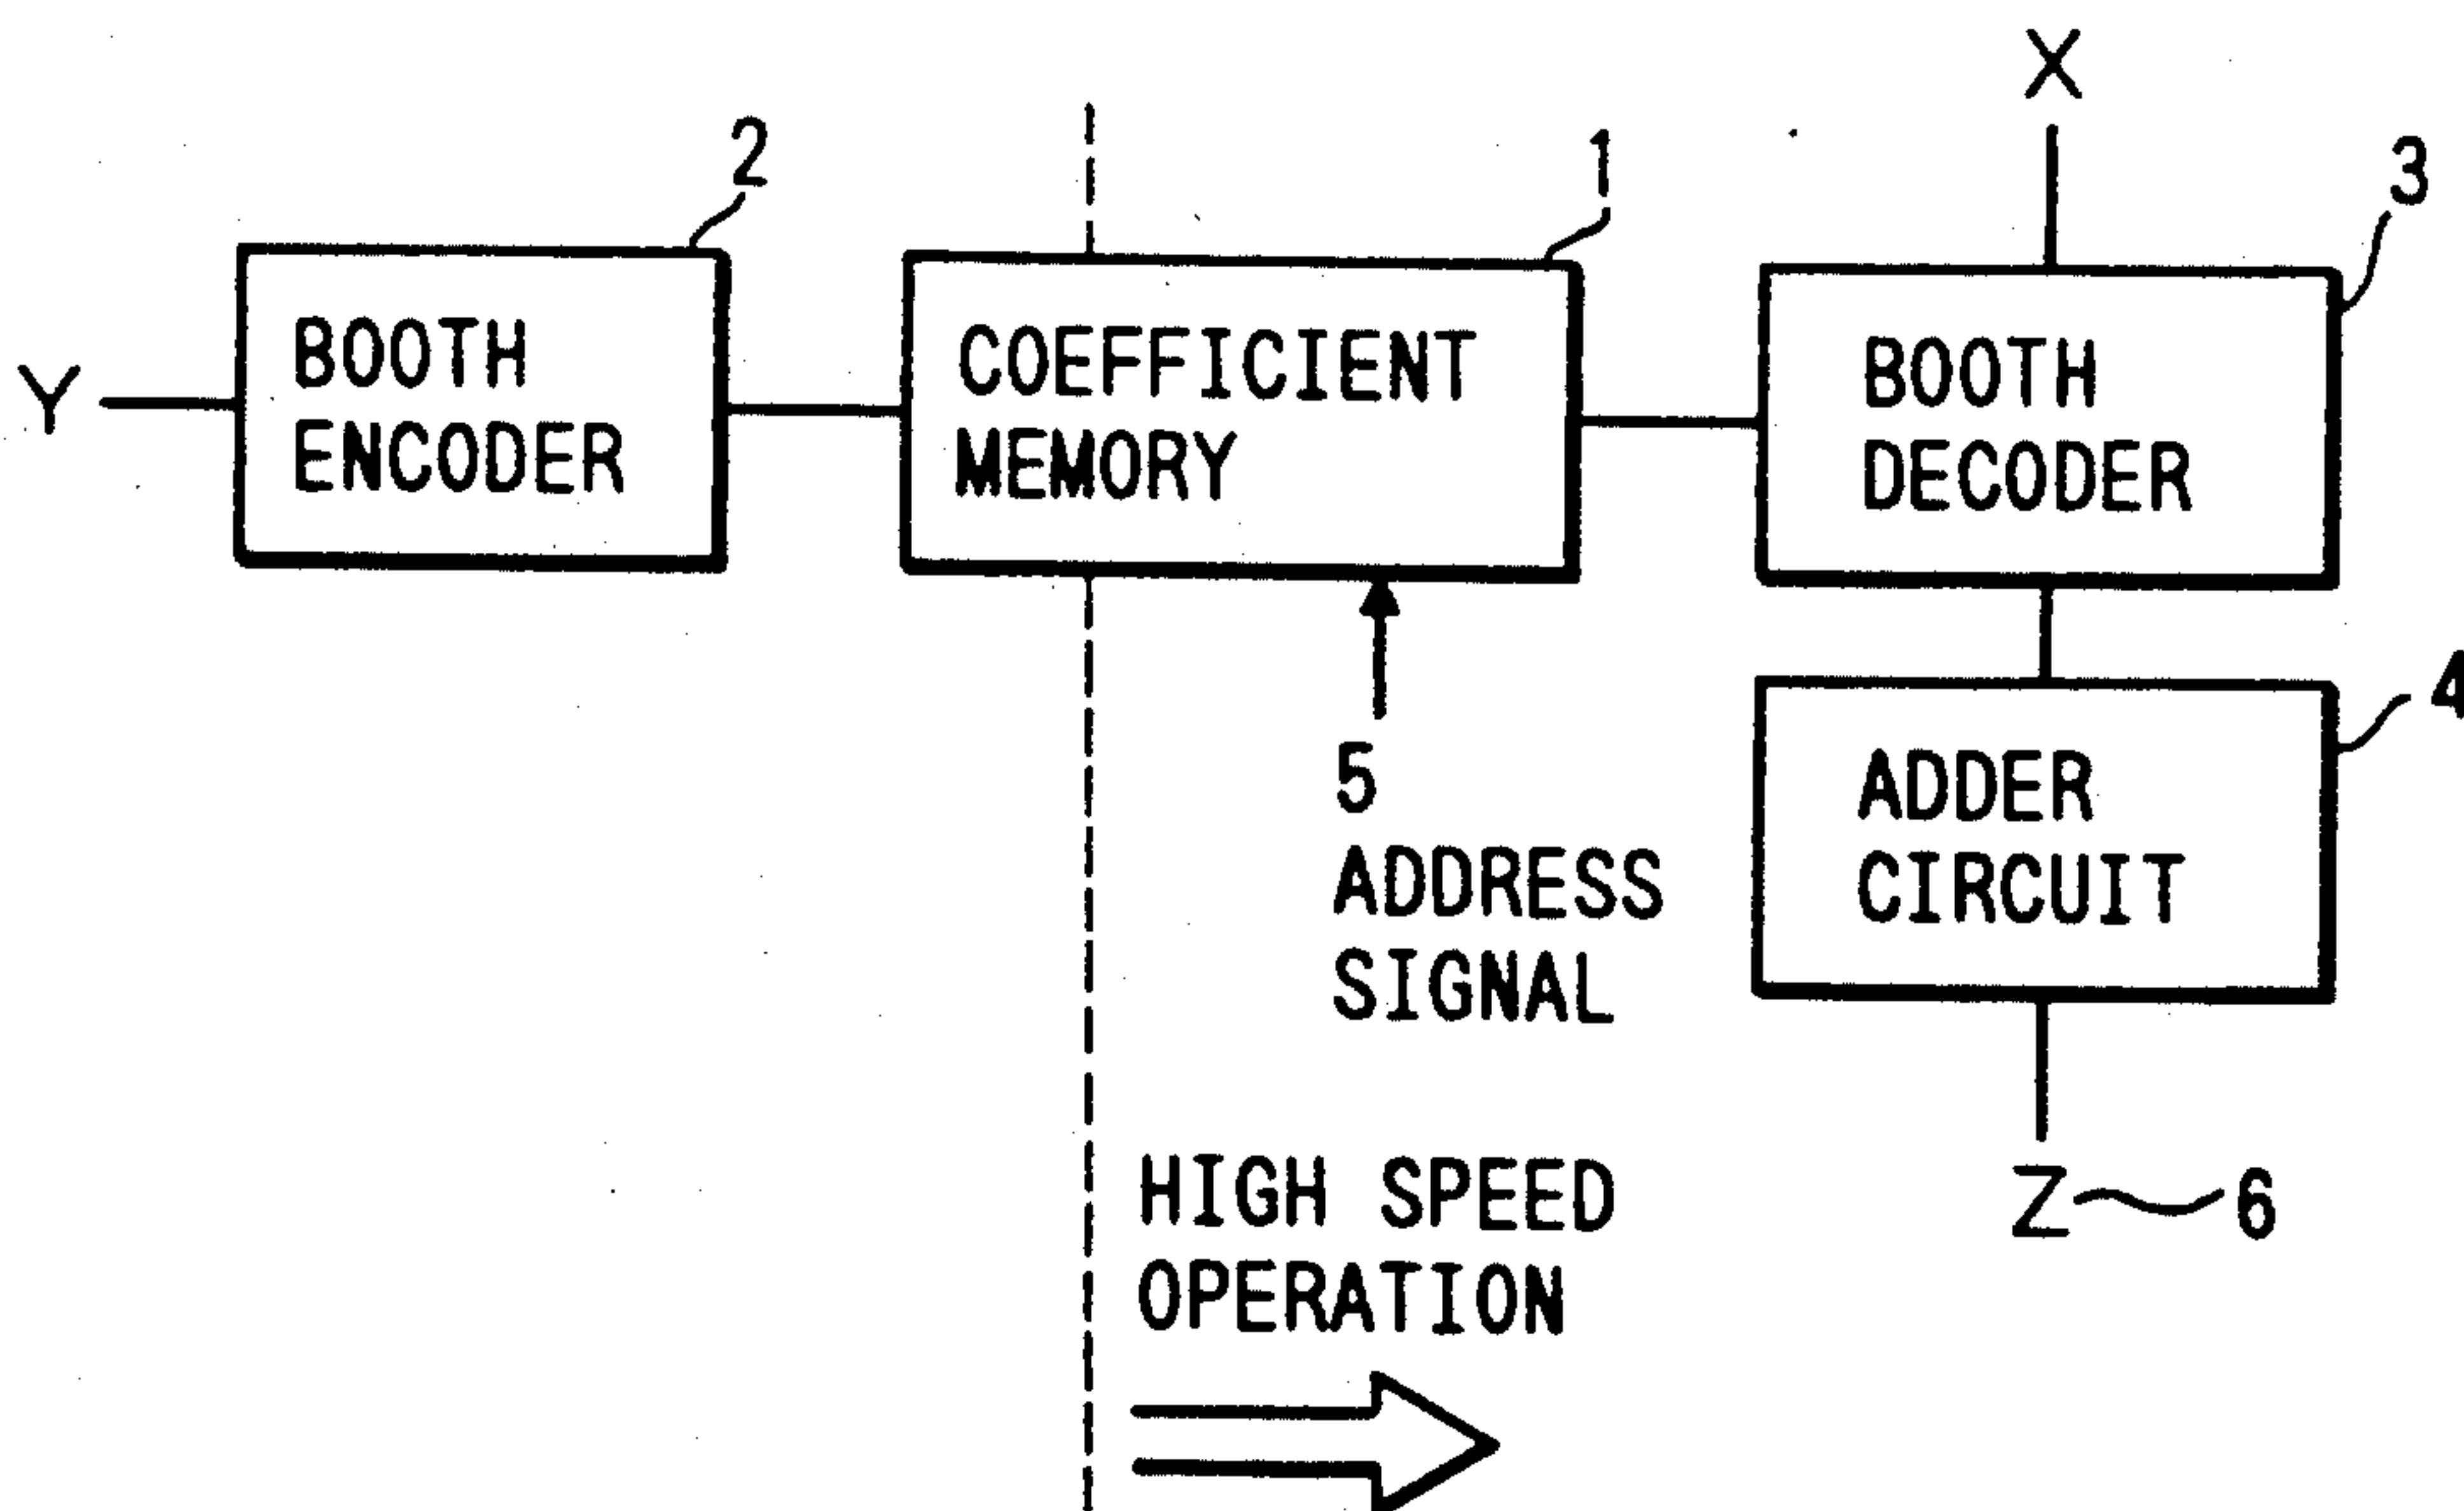 X
2
1
3
Y
BOOTH
ENCODER
COEFFICIENT
MEMORY
BOOTH
DECODER
4
5
ADDRESS
SIGNAL
ADDER
CIRCUIT
HIGH SPEED
OPERATION
Z 6